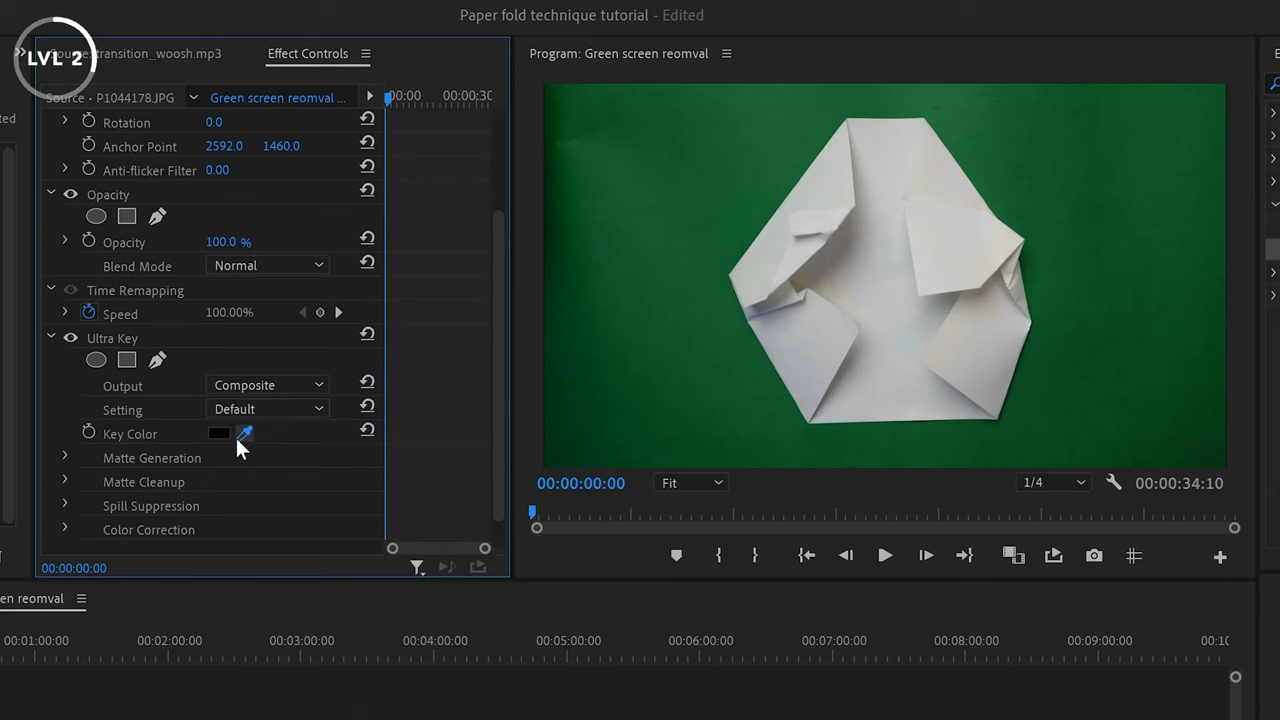 Paper fold technique tutorial - Edited
LVL 2
Source: transition_woosh.mp3
Effect Controls
Program: Green screen reomval
Source - P1044178.JPG
Green screen reomval ...
:00:00
00:00:30
Rotation 0.0
Anchor Point 2592.0 1460.0
Anti-flicker Filter 0.00
Opacity
Opacity 100.0 %
Blend Mode Normal
Time Remapping
Speed 100.00%
Ultra Key
Output Composite
Setting Default
Key Color
Matte Generation
Matte Cleanup
Spill Suppression
Color Correction
00:00:00:00
00:00:00:00
Fit
1/4
00:00:34:10
en reomval
00:01:00:00 00:02:00:00 00:03:00:00 00:04:00:00 00:05:00:00 00:06:00:00 00:07:00:00 00:08:00:00 00:09:00:00 00:10